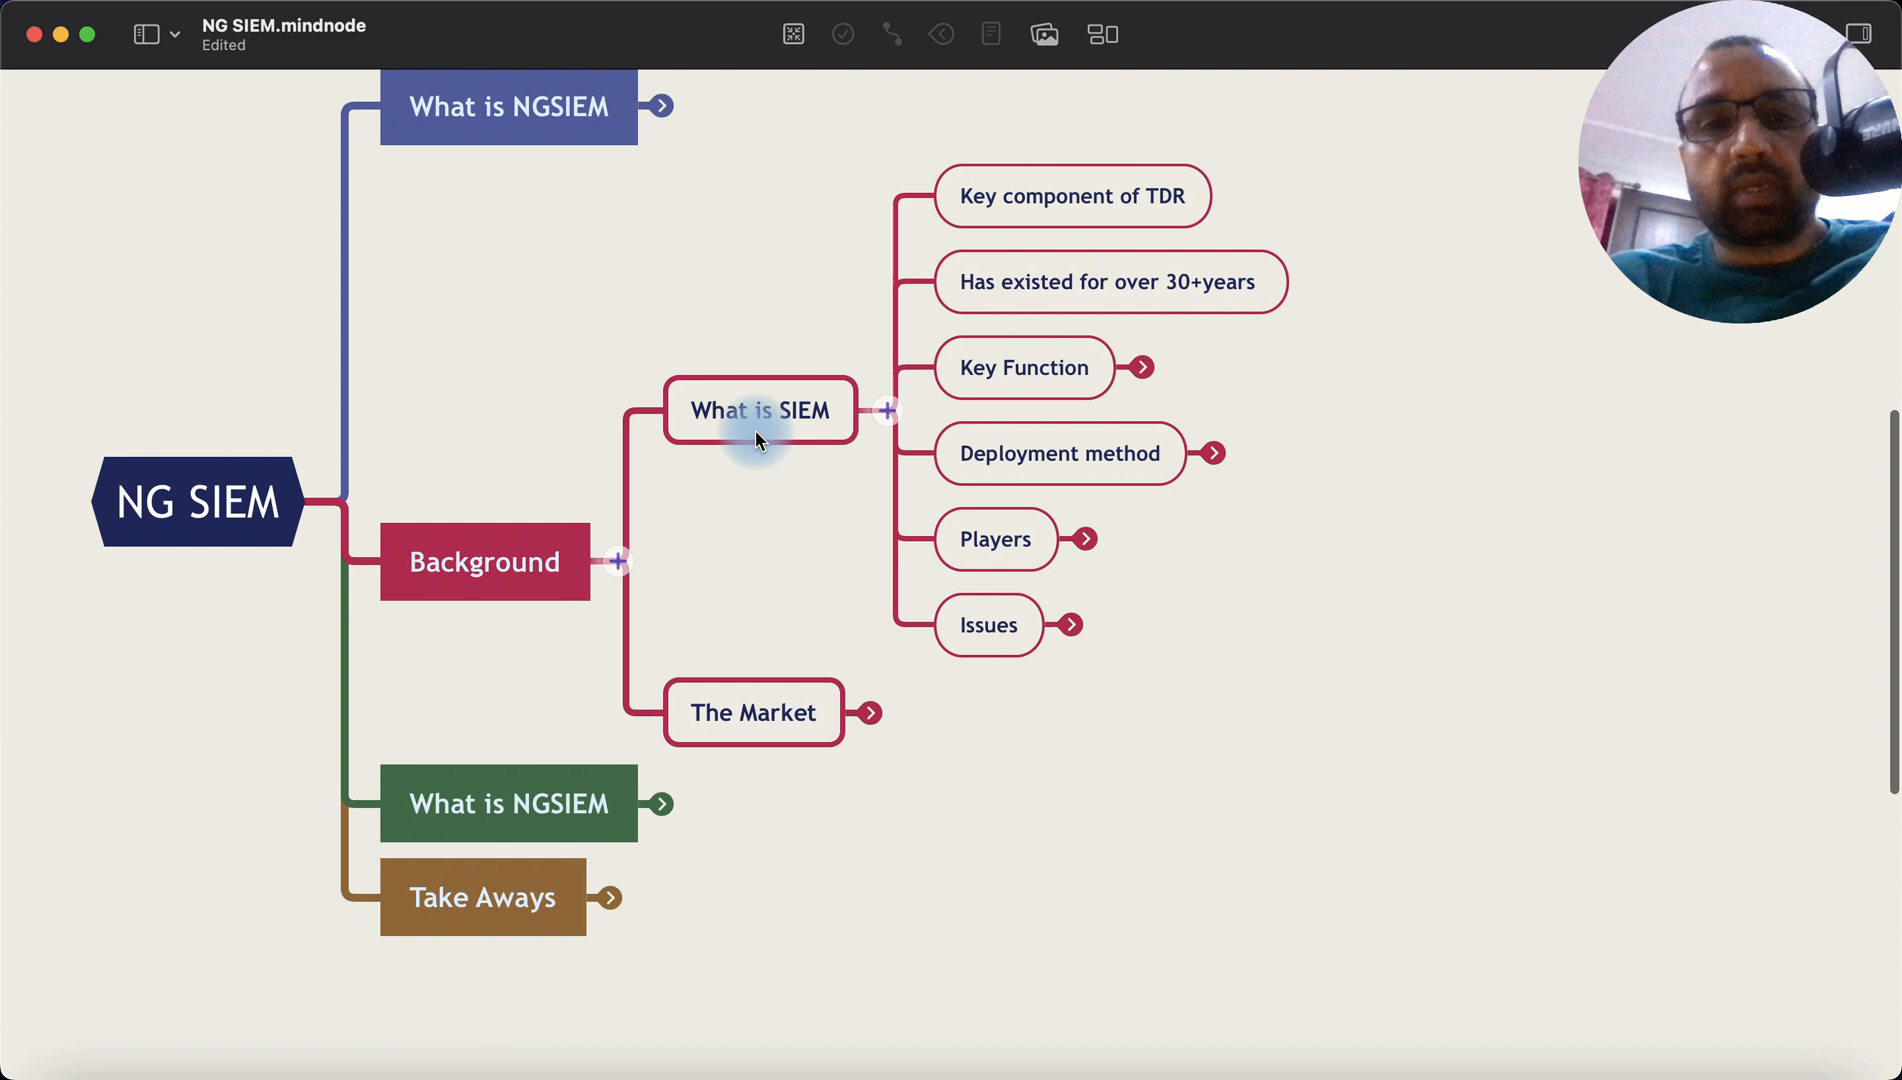 NG SIEM.mindnode
Edited
What is NGSIEM
Key component of TDR
Has existed for over 30+years
Key Function
What is SIEM
Deployment method
NG SIEM
Players
Background
Issues
The Market
What is NGSIEM
Take Aways
SHURE